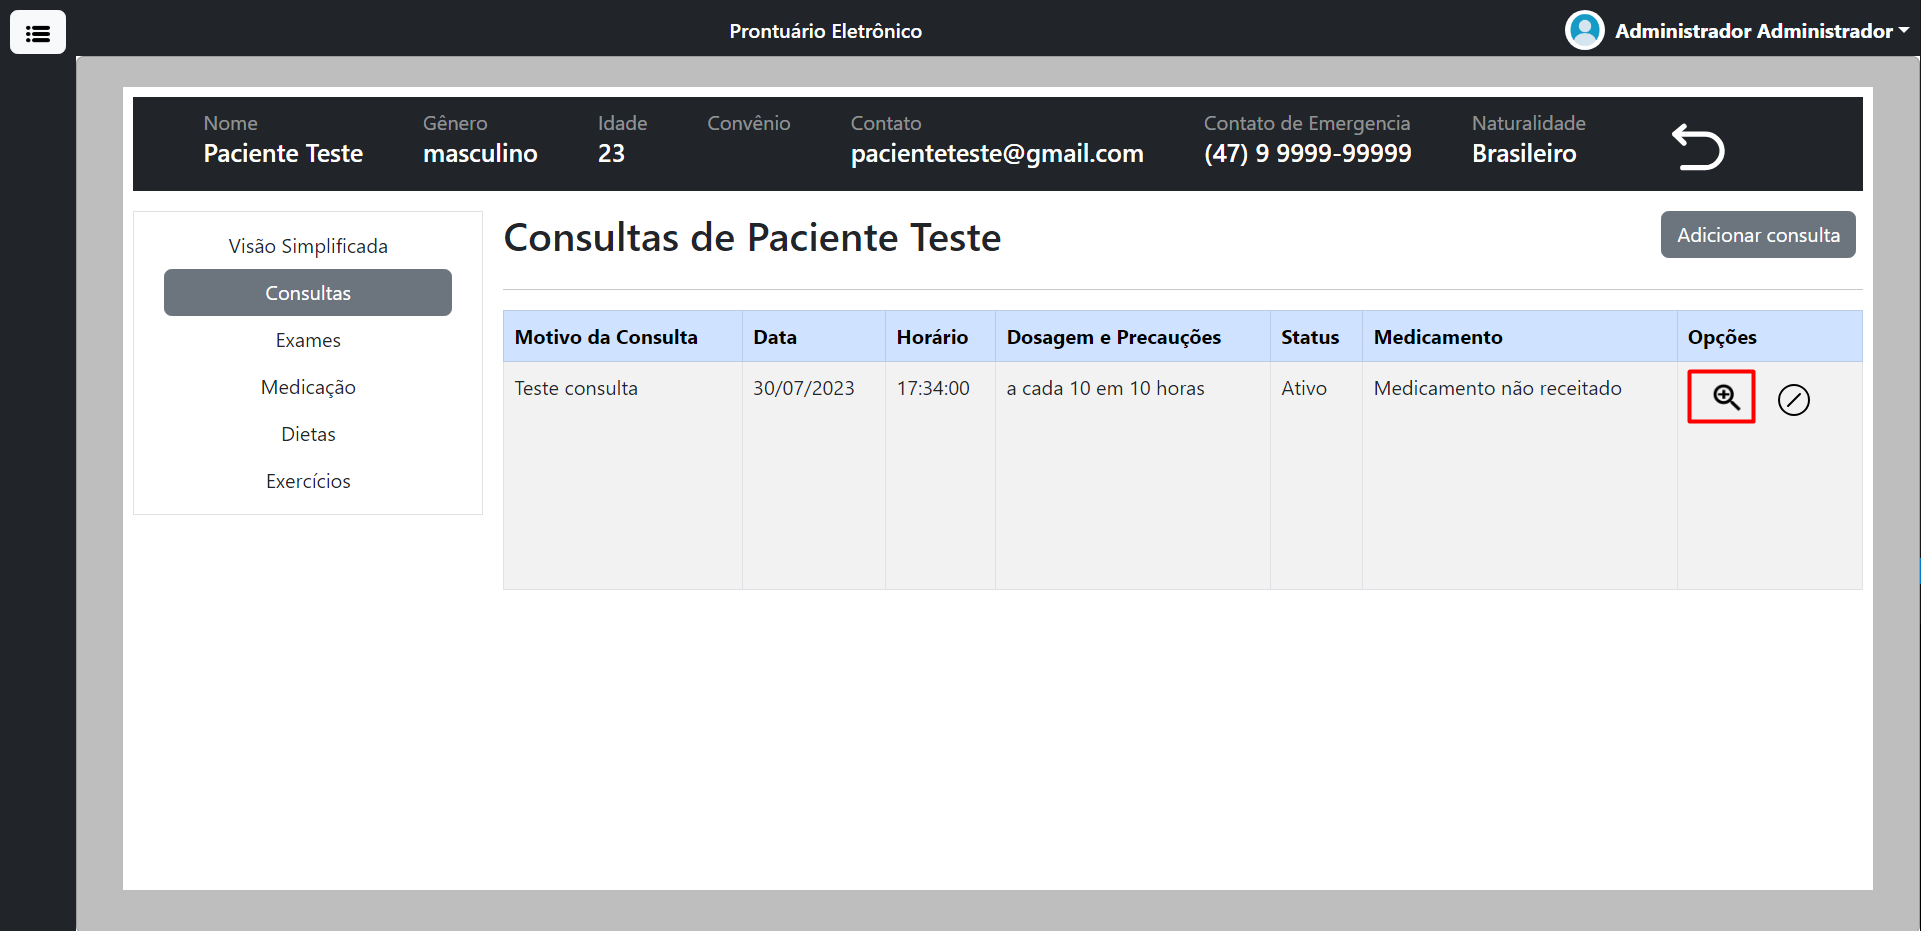 Prontuário Eletrônico
Administrador Administrador
Nome Gênero Idade Convênio Contato Contato de Emergencia Naturalidade
Paciente Teste masculino 23 pacienteteste@gmail.com (47) 9 9999-99999 Brasileiro
Visão Simplificada
Consultas
Exames
Medicação
Dietas
Exercícios
Consultas de Paciente Teste
Adicionar consulta
Motivo da Consulta Data Horário Dosagem e Precauções Status Medicamento Opções
Teste consulta 30/07/2023 17:34:00 a cada 10 em 10 horas Ativo Medicamento não receitado